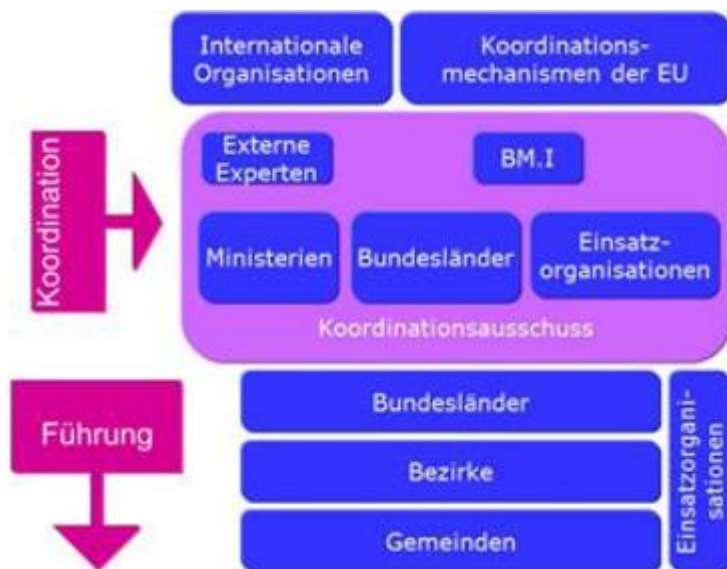 Internationale
Organisationen
Koordinations-
mechanismen der EU
Koordination
Externe
Experten
BM.I
Ministerien
Bundesländer
Einsatz-
organisationen
Koordinationsausschuss
Führung
Bundesländer
Bezirke
Gemeinden
Einsatzorgani-
sationen